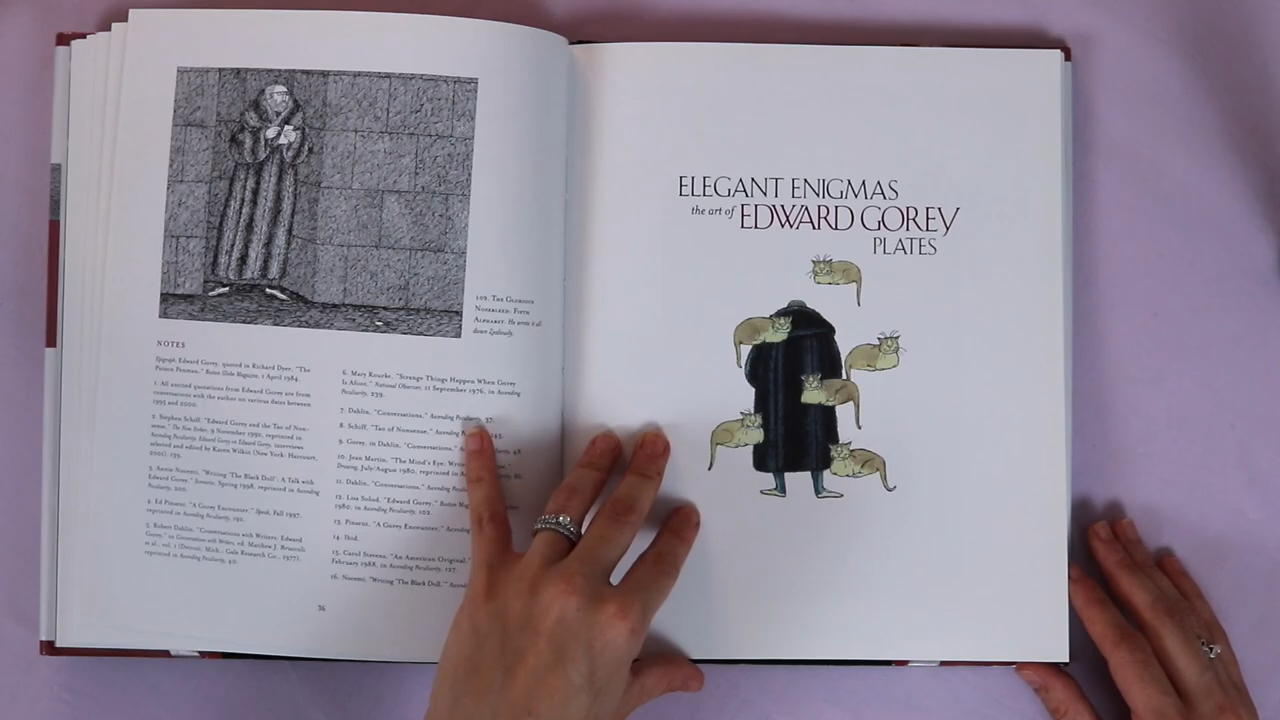 109. The Glorious
Nosebleed: Fifth
Alphabet. He wrote it all
down Zealously.
NOTES
Epigraph. Edward Gorey, quoted in Richard Dyer, "The
Poison Penman," Boston Globe Magazine, 1 April 1984.
1. All uncited quotations from Edward Gorey are from
conversations with the author on various dates between
1995 and 2000.
2. Stephen Schiff, "Edward Gorey and the Tao of Non-
sense," The New Yorker, 9 November 1992, reprinted in
Ascending Peculiarity: Edward Gorey on Edward Gorey, interviews
selected and edited by Karen Wilkin (New York: Harcourt,
2001), 159.
3. Annie Nocenti, "Writing 'The Black Doll': A Talk with
Edward Gorey," Scenario, Spring 1998, reprinted in Ascending
Peculiarity, 200.
4. Ed Pinsent, "A Gorey Encounter," Speak, Fall 1997,
reprinted in Ascending Peculiarity, 192.
5. Robert Dahlin, "Conversations with Writers: Edward
Gorey," in Conversations with Writers, ed. Matthew J. Bruccoli
et al., vol. 1 (Detroit, Mich.: Gale Research Co., 1977),
reprinted in Ascending Peculiarity, 40.
6. Mary Rourke, "Strange Things Happen When Gorey
Is Afoot," National Observer, 11 September 1976, in Ascending
Peculiarity, 239.
7. Dahlin, "Conversations," Ascending Peculiarity, 37.
8. Schiff, "Tao of Nonsense," Ascending
9. Gorey, in Dahlin, "Conversations," 48
10. Jean Martin, "The Mind's Eye:
Drawing, July/August 1980, reprinted in 86.
11. Dahlin, "Conversations," Ascending
12. Lisa Solod, "Edward Gorey," Boston
1980, in Ascending Peculiarity, 102.
13. Pinsent, "A Gorey Encounter," Ascending
14. Ibid.
15. Carol Stevens, "An American Original,"
February 1988, in Ascending Peculiarity, 127.
16. Nocenti, "Writing 'The Black Doll,'"
36
ELEGANT ENIGMAS
the art of EDWARD GOREY
PLATES